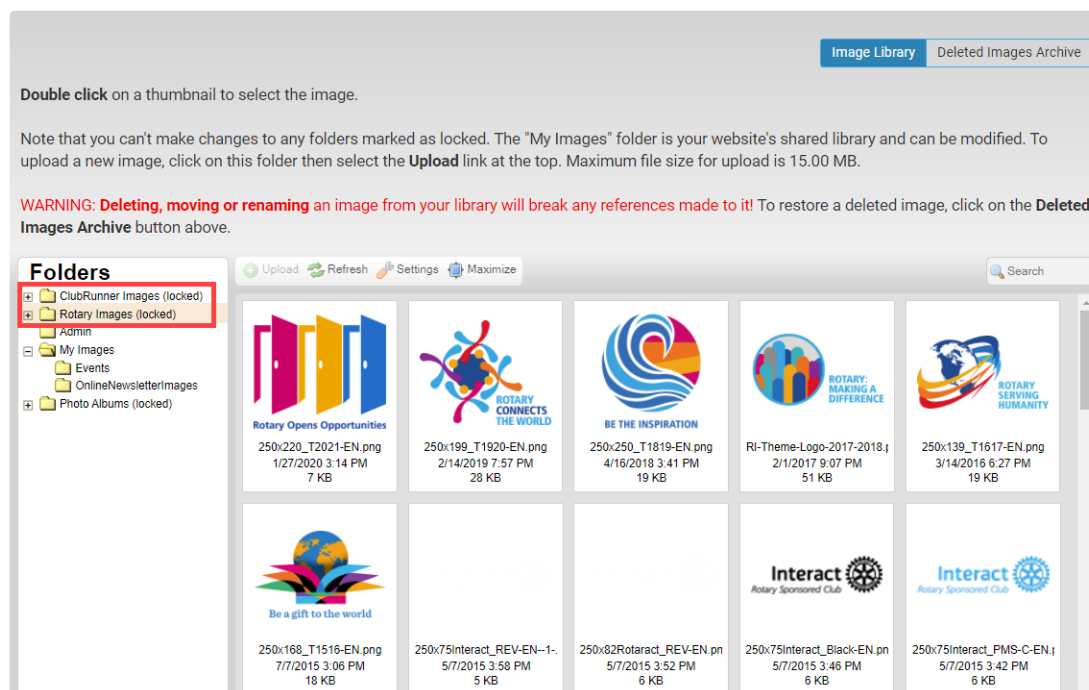 Image Library Deleted Images Archive
Double click on a thumbnail to select the image.
Note that you can't make changes to any folders marked as locked. The "My Images" folder is your website's shared library and can be modified. To
upload a new image, click on this folder then select the Upload link at the top. Maximum file size for upload is 15.00 MB.
WARNING: Deleting, moving or renaming an image from your library will break any references made to it! To restore a deleted image, click on the Deleted
Images Archive button above.
Folders
ClubRunner Images (locked)
Rotary Images (locked)
Admin
My Images
Events
OnlineNewsletterImages
Photo Albums (locked)
Upload Refresh Settings Maximize Search
Rotary Opens Opportunities
250x220_T2021-EN.png
1/27/2020 3:14 PM
7 KB
ROTARY
CONNECTS
THE WORLD
250x199_T1920-EN.png
2/14/2019 7:57 PM
28 KB
BE THE INSPIRATION
250x250_T1819-EN.png
4/16/2018 3:41 PM
19 KB
ROTARY:
MAKING A
DIFFERENCE
RI-Theme-Logo-2017-2018.p
2/1/2017 9:07 PM
51 KB
ROTARY
SERVING
HUMANITY
250x139_T1617-EN.png
3/14/2016 6:27 PM
19 KB
Be a gift to the world
250x168_T1516-EN.png
7/7/2015 3:06 PM
18 KB
250x75Interact_REV-EN--1-.
5/7/2015 3:58 PM
5 KB
250x82Rotaract_REV-EN.pn
5/7/2015 3:52 PM
6 KB
Interact
Rotary Sponsored Club
250x75Interact_Black-EN.pn
5/7/2015 3:46 PM
6 KB
Interact
Rotary Sponsored Club
250x75Interact_PMS-C-EN.p
5/7/2015 3:42 PM
6 KB